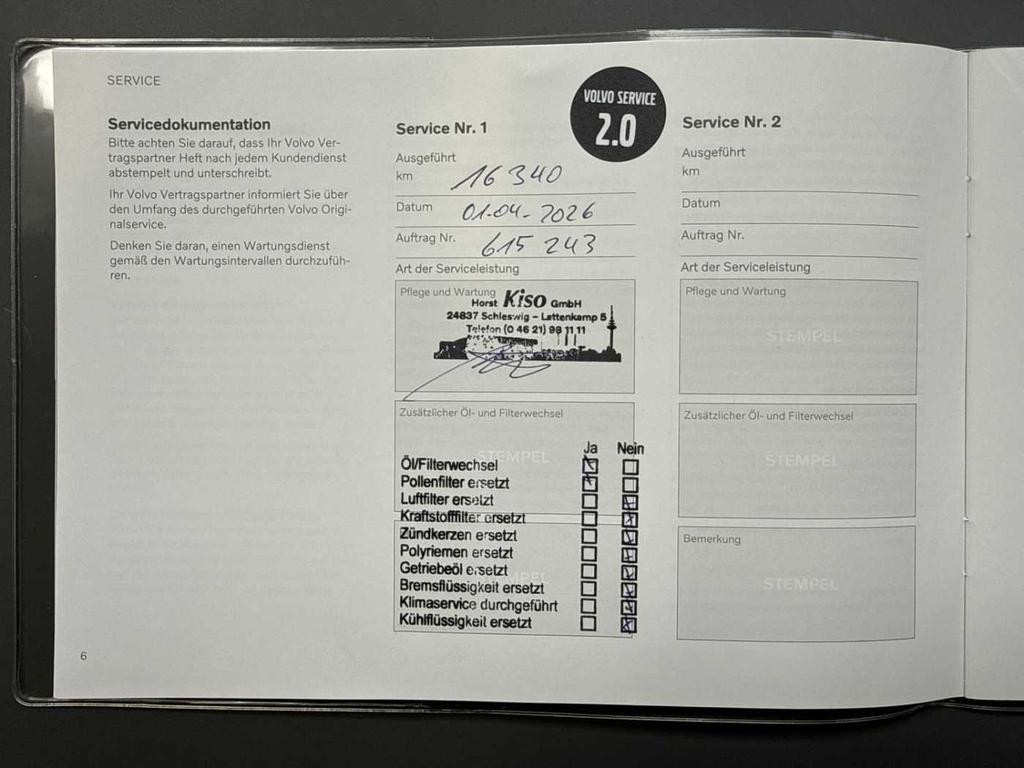 SERVICE
Servicedokumentation
Bitte achten Sie darauf, dass Ihr Volvo Ver-
tragspartner Heft nach jedem Kundendienst
abstempelt und unterschreibt.
Ihr Volvo Vertragspartner informiert Sie über
den Umfang des durchgeführten Volvo Origi-
nalservice.
Denken Sie daran, einen Wartungsdienst
gemäß den Wartungsintervallen durchzufüh-
ren.
6
VOLVO SERVICE
2.0
Service Nr. 1
Ausgeführt
km 16 340
Datum 01-04-2026
Auftrag Nr. 615 243
Art der Serviceleistung
Pflege und Wartung
Horst Kiso GmbH
24837 Schleswig - Lattenkamp 5
Telefon (0 46 21) 98 11 11
Zusätzlicher Öl- und Filterwechsel
STEMPEL
Ja Nein
Öl/Filterwechsel
Pollenfilter ersetzt
Luftfilter ersetzt
Kraftstofffilter ersetzt
Zündkerzen ersetzt
Polyriemen ersetzt
Getriebeöl ersetzt
STEMPEL
Bremsflüssigkeit ersetzt
Klimaservice durchgeführt
Kühlflüssigkeit ersetzt
Service Nr. 2
Ausgeführt
km
Datum
Auftrag Nr.
Art der Serviceleistung
Pflege und Wartung
STEMPEL
Zusätzlicher Öl- und Filterwechsel
STEMPEL
Bemerkung
STEMPEL